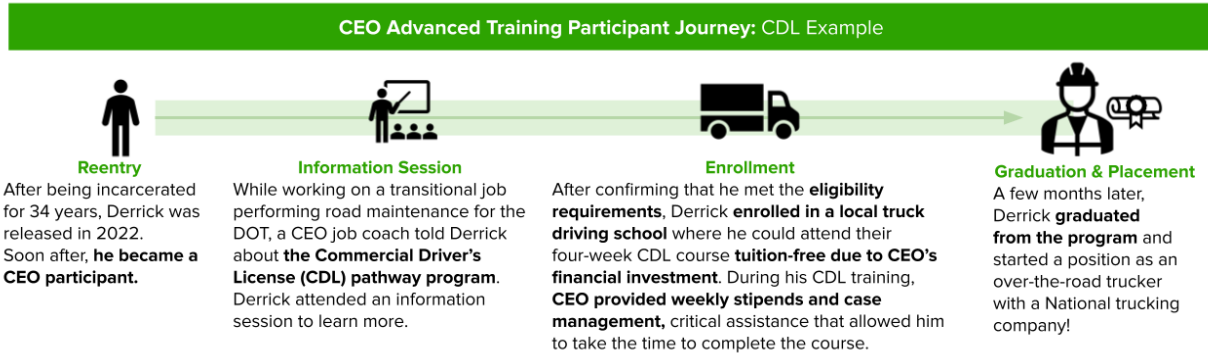 CEO Advanced Training Participant Journey: CDL Example
Reentry
After being incarcerated
for 34 years, Derrick was
released in 2022.
Soon after, he became a
CEO participant.
Information Session
While working on a transitional job
performing road maintenance for the
DOT, a CEO job coach told Derrick
about the Commercial Driver's
License (CDL) pathway program.
Derrick attended an information
session to learn more.
Enrollment
After confirming that he met the eligibility
requirements, Derrick enrolled in a local truck
driving school where he could attend their
four-week CDL course tuition-free due to CEO's
financial investment. During his CDL training,
CEO provided weekly stipends and case
management, critical assistance that allowed him
to take the time to complete the course.
Graduation & Placement
A few months later,
Derrick graduated
from the program and
started a position as an
over-the-road trucker
with a National trucking
company!